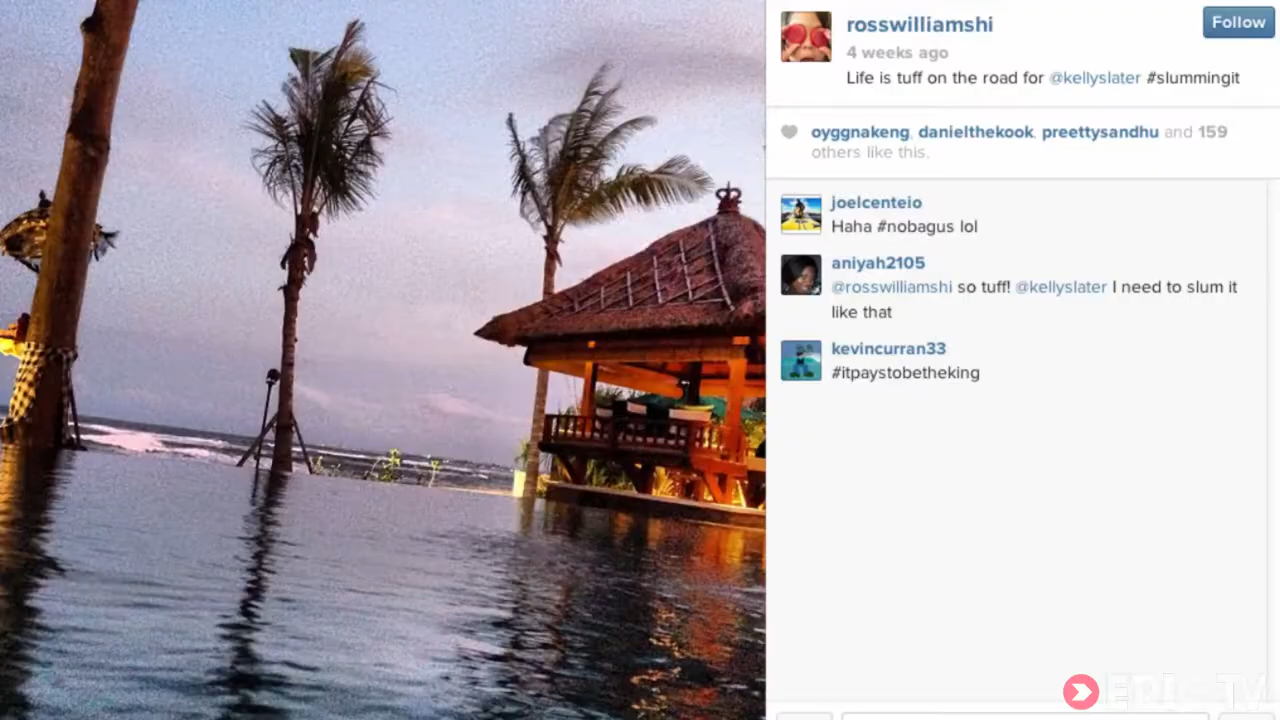 rosswilliamshi
Follow
4 weeks ago
Life is tuff on the road for @kellyslater #slummingit
oyggnakeng, danielthekook, preettysandhu and 159
others like this.
joelcenteio
Haha #nobagus lol
aniyah2105
@rosswilliamshi so tuff! @kellyslater I need to slum it
like that
kevincurran33
#itpaystobetheking